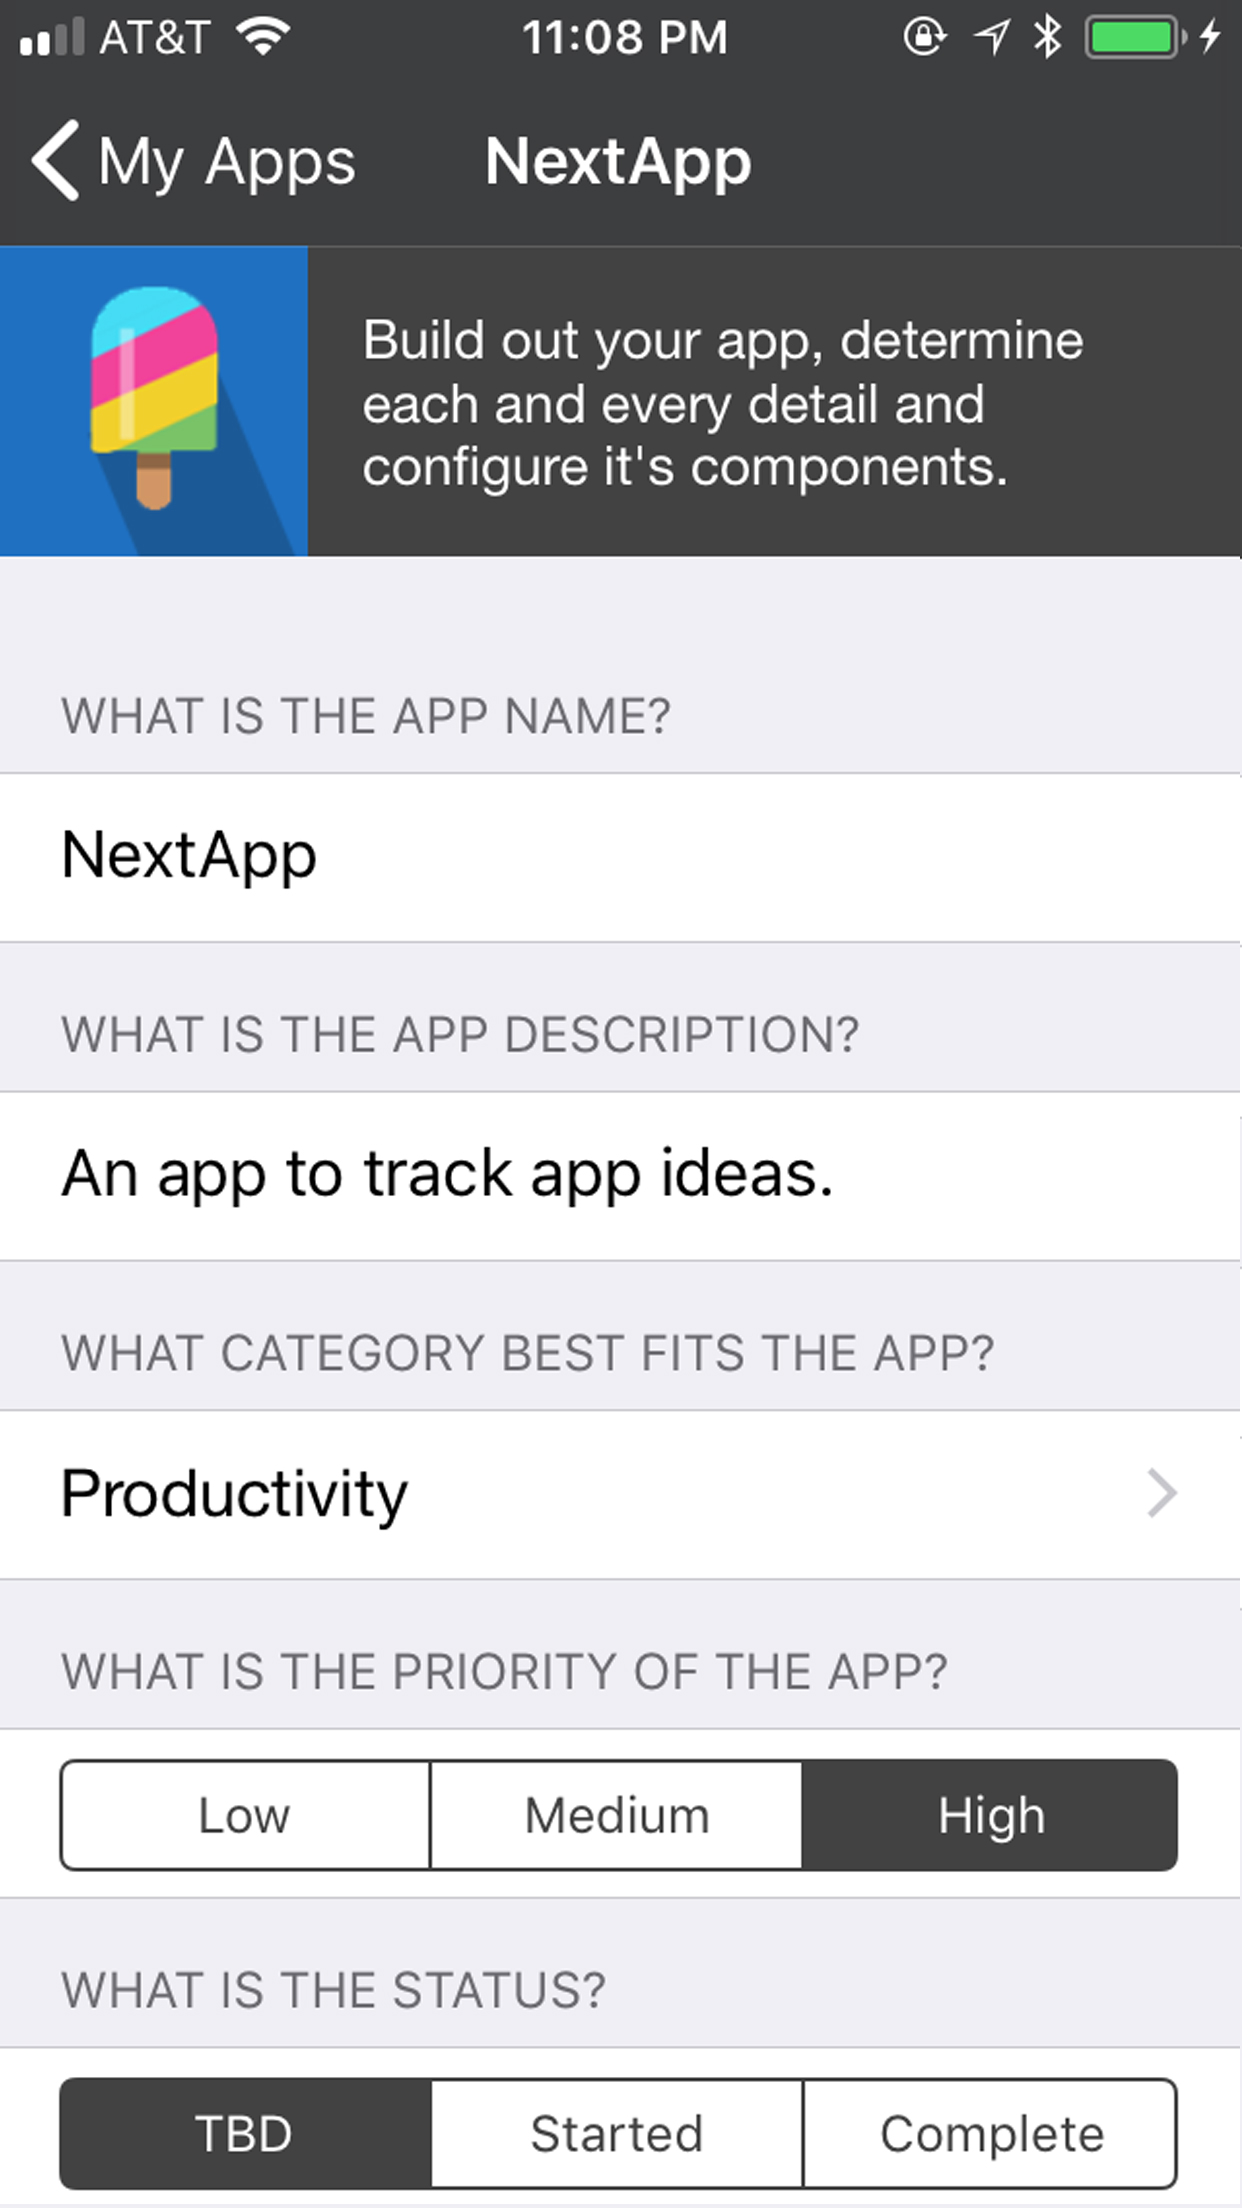 AT&T 11:08 PM
My Apps NextApp
Build out your app, determine
each and every detail and
configure it's components.
WHAT IS THE APP NAME?
NextApp
WHAT IS THE APP DESCRIPTION?
An app to track app ideas.
WHAT CATEGORY BEST FITS THE APP?
Productivity
WHAT IS THE PRIORITY OF THE APP?
Low Medium High
WHAT IS THE STATUS?
TBD Started Complete